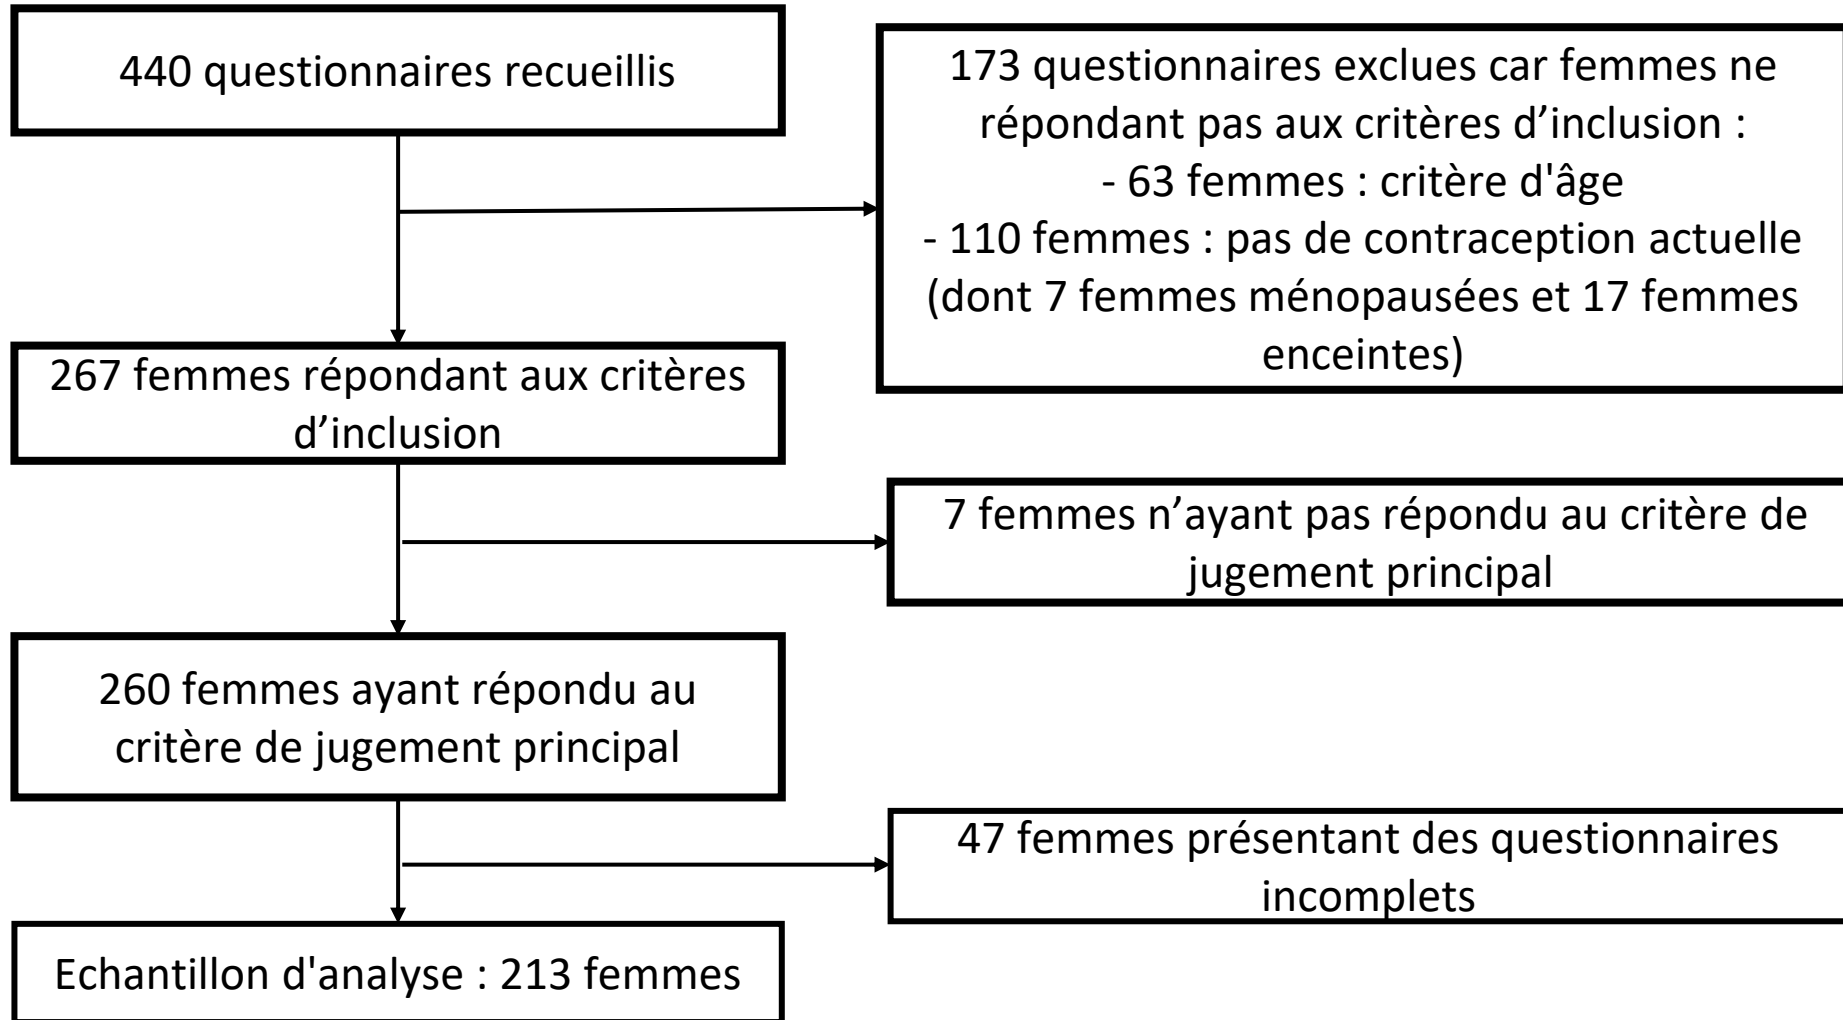 440 questionnaires recueillis
173 questionnaires exclues car femmes ne
répondant pas aux critères d’inclusion :
- 63 femmes : critère d'âge
- 110 femmes : pas de contraception actuelle
(dont 7 femmes ménopausées et 17 femmes
enceintes)
267 femmes répondant aux critères
d’inclusion
7 femmes n’ayant pas répondu au critère de
jugement principal
260 femmes ayant répondu au
critère de jugement principal
47 femmes présentant des questionnaires
incomplets
Echantillon d'analyse : 213 femmes